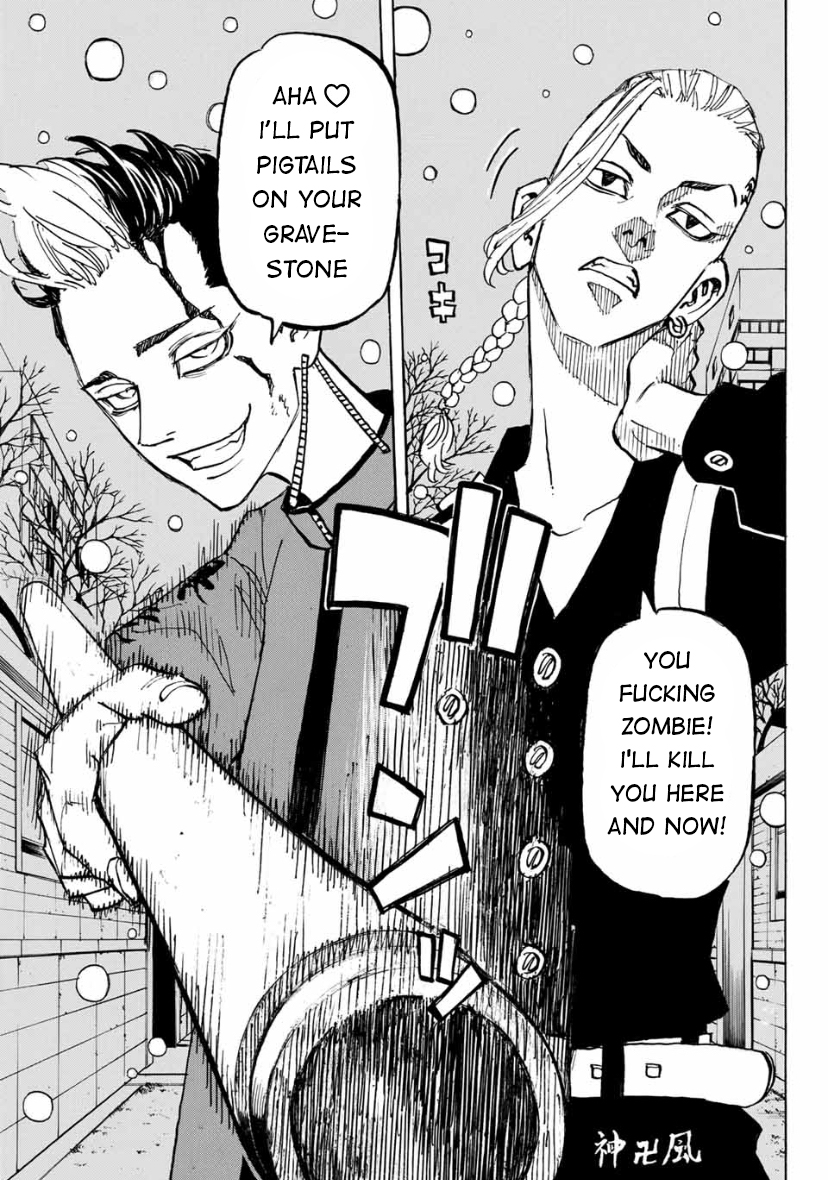 YOU
FUCKING
ZOMBIE!
I'LL KILL
YOU HERE
AND NOW!
コキ
AHA ♡
I'LL PUT
PIGTAILS
ON YOUR
GRAVE-
STONE
ブンッ
神卍風